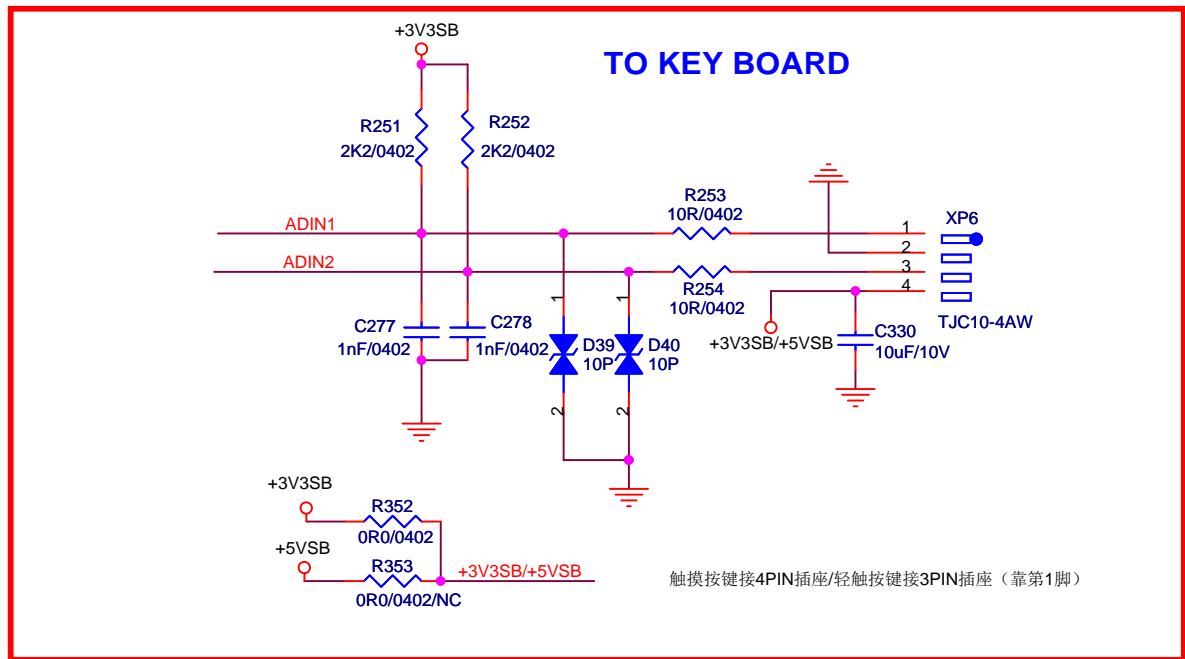 +3V3SB
TO KEY BOARD
R251
2K2/0402
R252
2K2/0402
R253
10R/0402
XP6
ADIN1
1
2
ADIN2
3
4
R254
10R/0402
TJC10-4AW
1
1
C277
1nF/0402
C278
1nF/0402
D39
10P
D40
10P
+3V3SB/+5VSB
C330
10uF/10V
2
2
+3V3SB
R352
0R0/0402
+5VSB
R353
0R0/0402/NC
+3V3SB/+5VSB
触摸按键接4PIN插座/轻触按键接3PIN插座（靠第1脚）